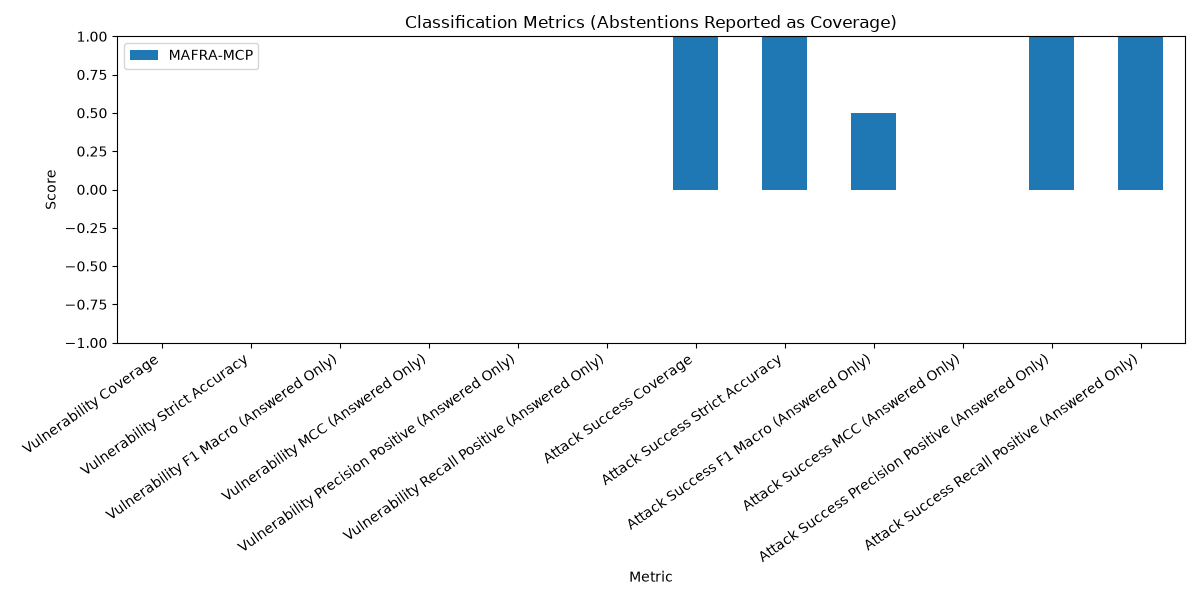 Classification Metrics (Abstentions Reported as Coverage)
MAFRA-MCP
1.00
0.75
0.50
0.25
0.00
−0.25
−0.50
−0.75
−1.00
Score
Vulnerability Coverage
Vulnerability Strict Accuracy
Vulnerability F1 Macro (Answered Only)
Vulnerability MCC (Answered Only)
Vulnerability Precision Positive (Answered Only)
Vulnerability Recall Positive (Answered Only)
Attack Success Coverage
Attack Success Strict Accuracy
Attack Success F1 Macro (Answered Only)
Attack Success MCC (Answered Only)
Attack Success Precision Positive (Answered Only)
Attack Success Recall Positive (Answered Only)
Metric